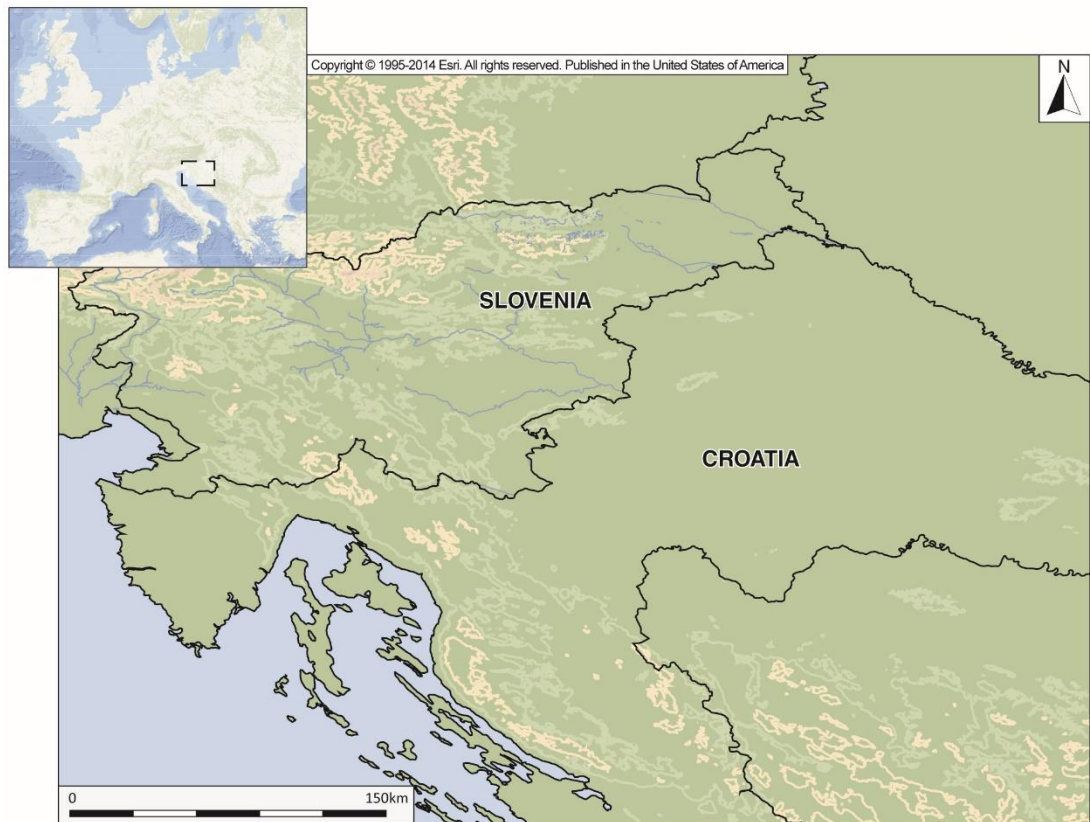 Copyright © 1995-2014 Esri. All rights reserved. Published in the United States of America
N
SLOVENIA
CROATIA
0 150km